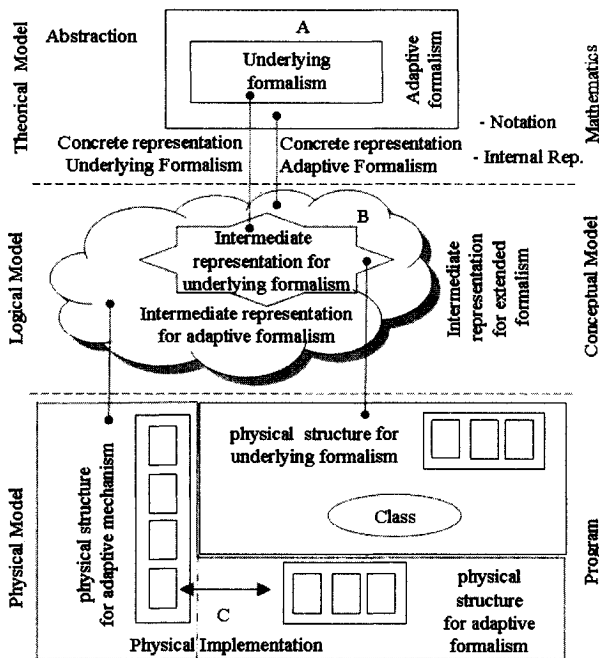 Theorical Model
Abstraction
A
Underlying
formalism
Adaptive
formalism
Mathematics
Concrete representation
Underlying Formalism
Concrete representation
Adaptive Formalism
- Notation
- Internal Rep.
Logical Model
B
Intermediate
representation for
underlying formalism
Intermediate representation
for adaptive formalism
Intermediate
representation
for extended
formalism
Conceptual Model
Physical Model
physical structure
for adaptive mechanism
physical structure for
underlying formalism
Class
C
physical
structure
for adaptive
formalism
Physical Implementation
Program